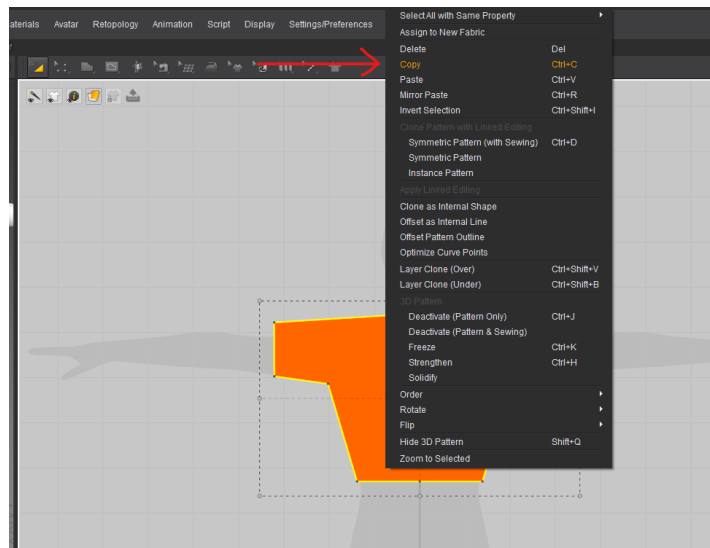 aterials Avatar Retopology Animation Script Display Settings/Preferences
Select All with Same Property
Assign to New Fabric
Delete Del
Copy Ctrl+C
Paste Ctrl+V
Mirror Paste Ctrl+R
Invert Selection Ctrl+Shift+I
Clone Pattern with Linked Editing
Symmetric Pattern (with Sewing) Ctrl+D
Symmetric Pattern
Instance Pattern
Apply Linked Editing
Clone as Internal Shape
Offset as Internal Line
Offset Pattern Outline
Optimize Curve Points
Layer Clone (Over) Ctrl+Shift+V
Layer Clone (Under) Ctrl+Shift+B
3D Pattern
Deactivate (Pattern Only) Ctrl+J
Deactivate (Pattern & Sewing)
Freeze Ctrl+K
Strengthen Ctrl+H
Solidify
Order
Rotate
Flip
Hide 3D Pattern Shift+Q
Zoom to Selected